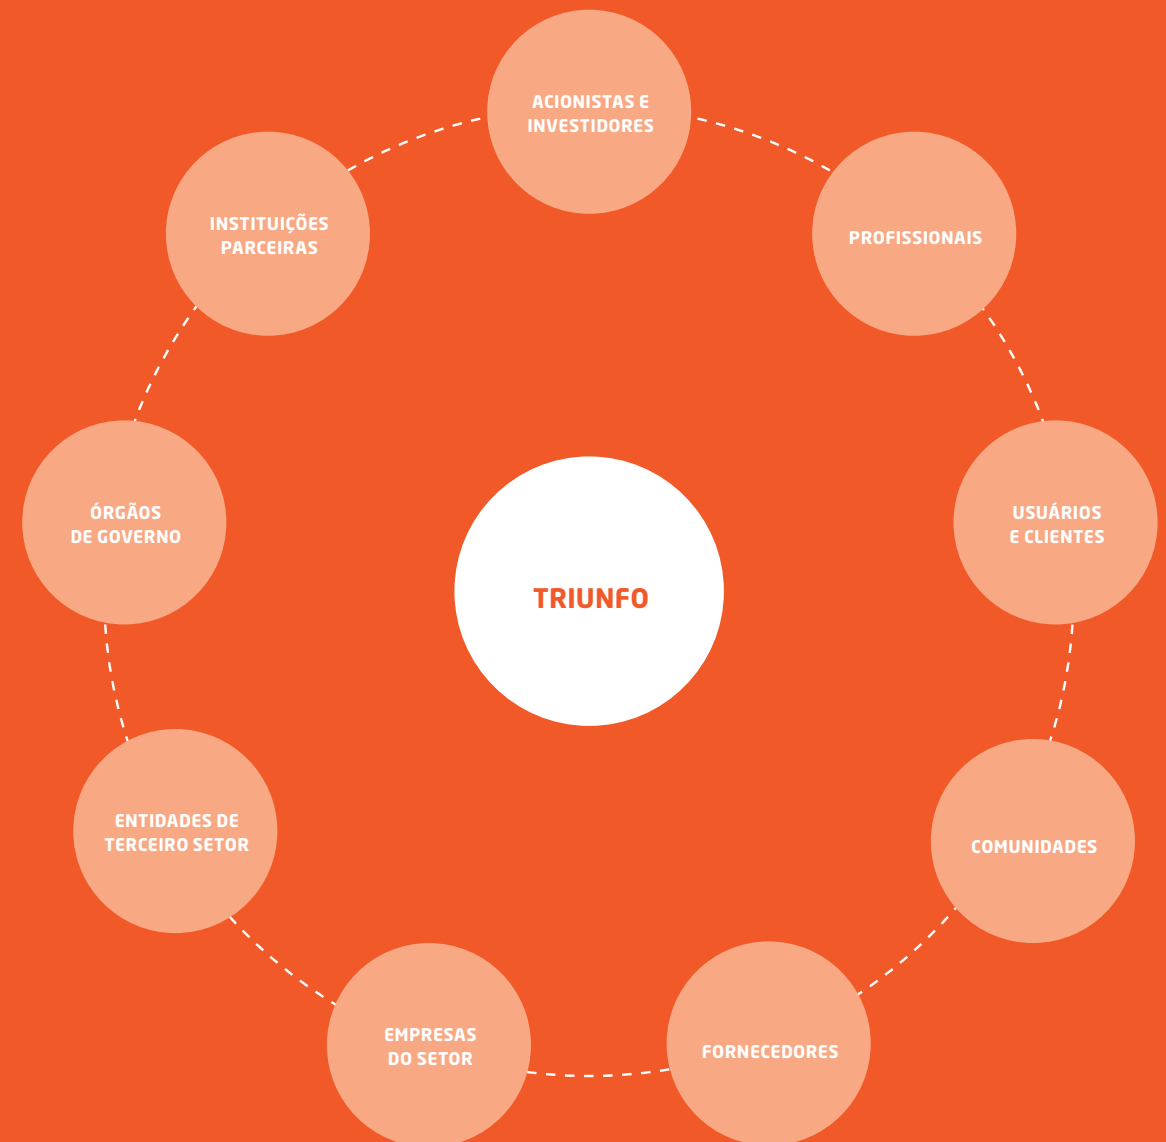 ACIONISTAS E
INVESTIDORES
INSTITUIÇÕES
PARCEIRAS
PROFISSIONAIS
ÓRGÃOS
DE GOVERNO
USUÁRIOS
E CLIENTES
TRIUNFO
ENTIDADES DE
TERCEIRO SETOR
COMUNIDADES
EMPRESAS
DO SETOR
FORNECEDORES